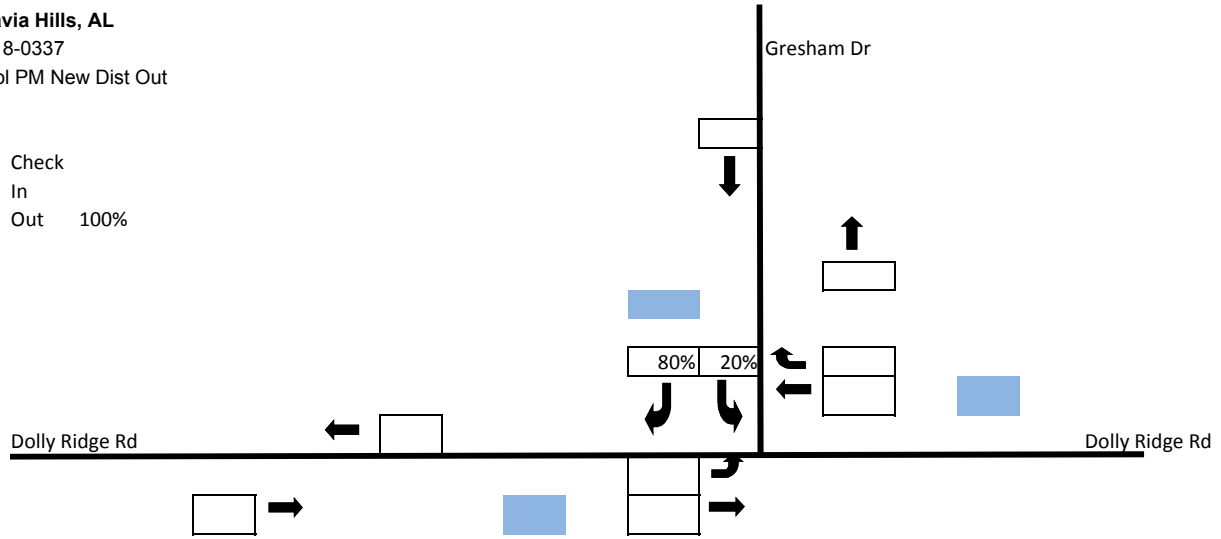 avia Hills, AL
8-0337
ol PM New Dist Out
Gresham Dr
Check
In
Out 100%
80% 20%
Dolly Ridge Rd
Dolly Ridge Rd